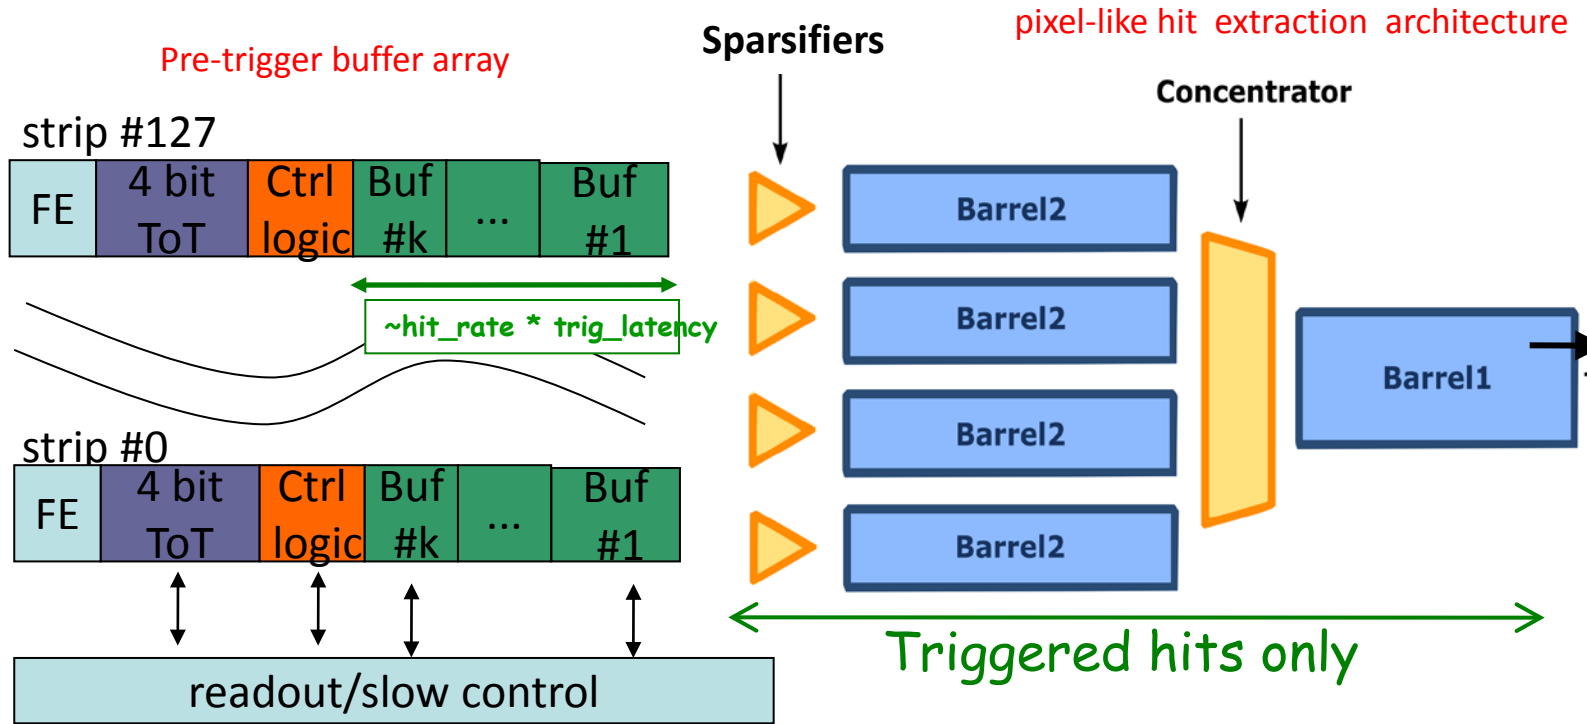 pixel-like hit extraction architecture
Sparsifiers
Pre-trigger buffer array
Concentrator
strip #127
FE
4 bit
ToT
Ctrl
logic
Buf
#k
...
Buf
#1
Barrel2
~hit_rate * trig_latency
Barrel2
Barrel1
Barrel2
strip #0
FE
4 bit
ToT
Ctrl
logic
Buf
#k
...
Buf
#1
Barrel2
Triggered hits only
readout/slow control